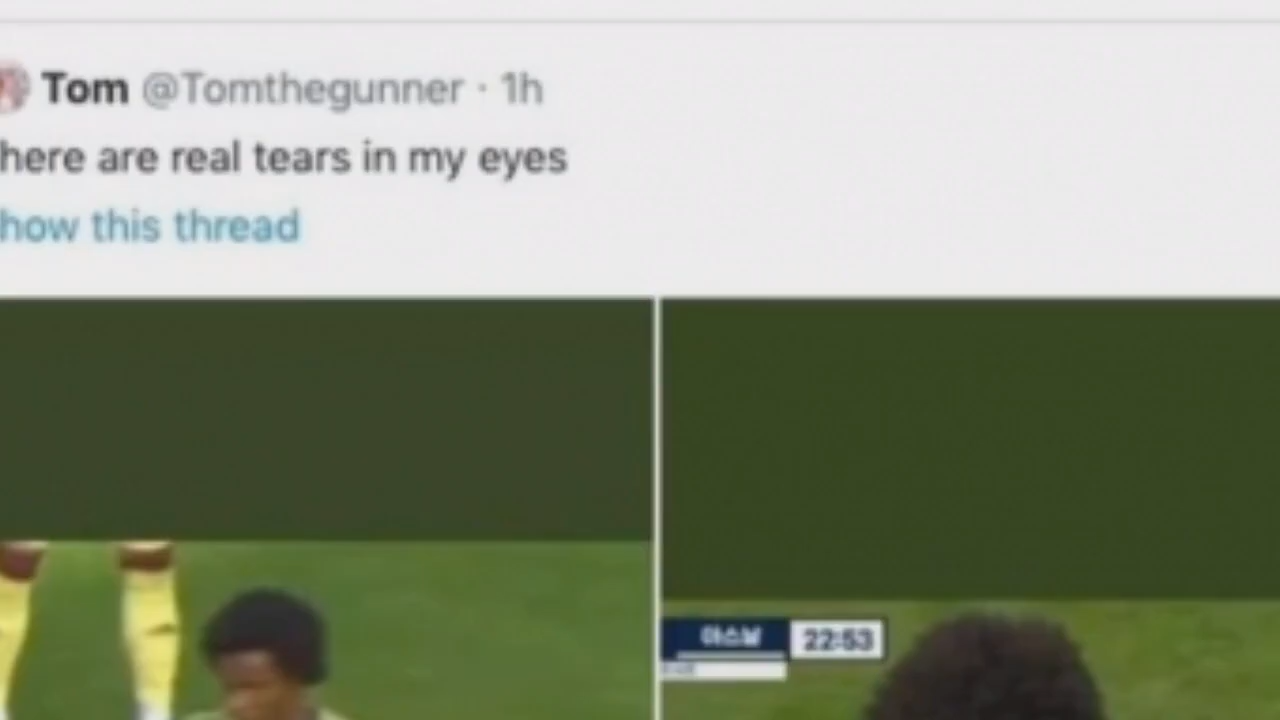 Tom @Tomthegunner · 1h
here are real tears in my eyes
how this thread
아스날 22:53